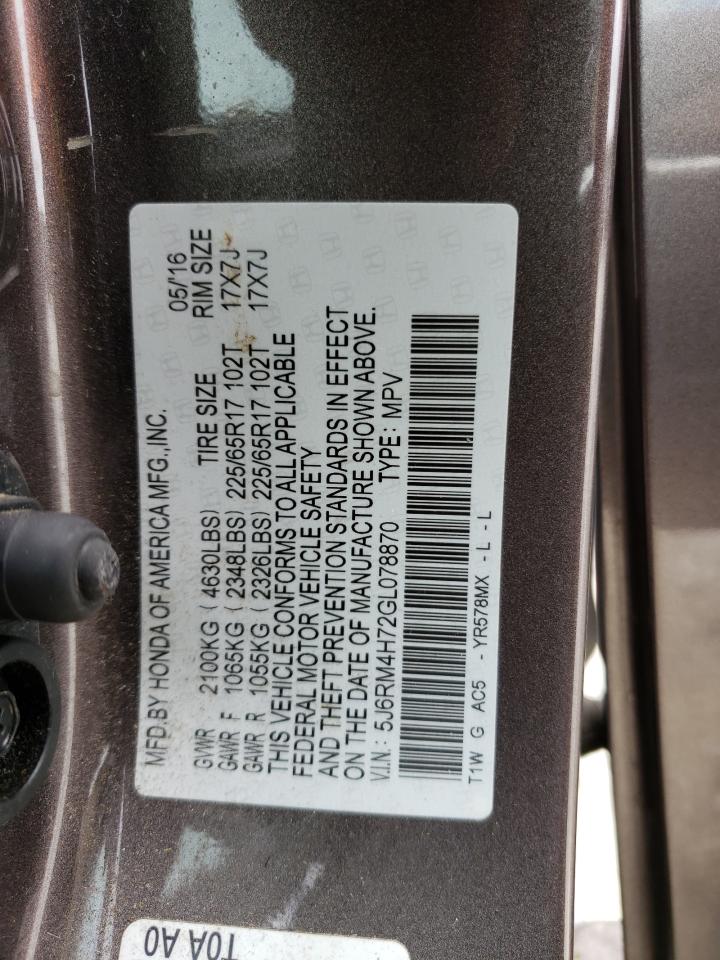 MFD.BY HONDA OF AMERICA MFG.,INC. 05/'16
GVWR 2100KG (4630LBS) TIRE SIZE RIM SIZE
GAWR F 1065KG (2348LBS) 225/65R17 102T 17X7J
GAWR R 1055KG (2326LBS) 225/65R17 102T 17X7J
THIS VEHICLE CONFORMS TO ALL APPLICABLE
FEDERAL MOTOR VEHICLE SAFETY
AND THEFT PREVENTION STANDARDS IN EFFECT
ON THE DATE OF MANUFACTURE SHOWN ABOVE.
V.I.N.: 5J6RM4H72GL078870 TYPE: MPV
T1W G AC5 - YR578MX - L - L
T0A A0